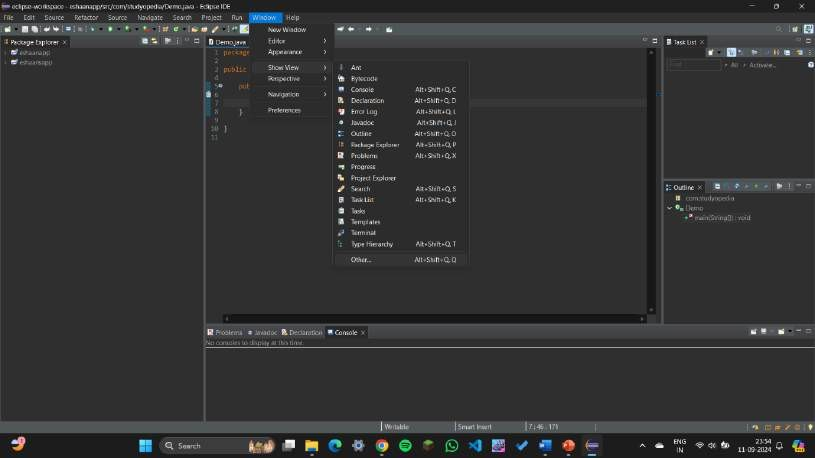 eclipse-workspace - eshaanapp/src/com/studyopedia/Demo.java - Eclipse IDE
File Edit Source Refactor Source Navigate Search Project Run Window Help
Package Explorer
eshaanapp
eshaansapp
Demo.java
1 package
2
3 public
4
5 pu
6
7
8 }
9
10 }
11
New Window
Editor
Appearance
Show View
Perspective
Navigation
Preferences
Ant
Bytecode
Console Alt+Shift+Q, C
Declaration Alt+Shift+Q, D
Error Log Alt+Shift+Q, L
Javadoc Alt+Shift+Q, J
Outline Alt+Shift+Q, O
Package Explorer Alt+Shift+Q, P
Problems Alt+Shift+Q, X
Progress
Project Explorer
Search Alt+Shift+Q, S
Task List Alt+Shift+Q, K
Tasks
Templates
Terminal
Type Hierarchy Alt+Shift+Q, T
Other... Alt+Shift+Q, Q
Task List
Find All Activate...
Outline
com.studyopedia
Demo
main(String[]) : void
Problems Javadoc Declaration Console
No consoles to display at this time.
Writable Smart Insert 7 : 46 : 171
Search
ENG
IN
23:54
11-09-2024